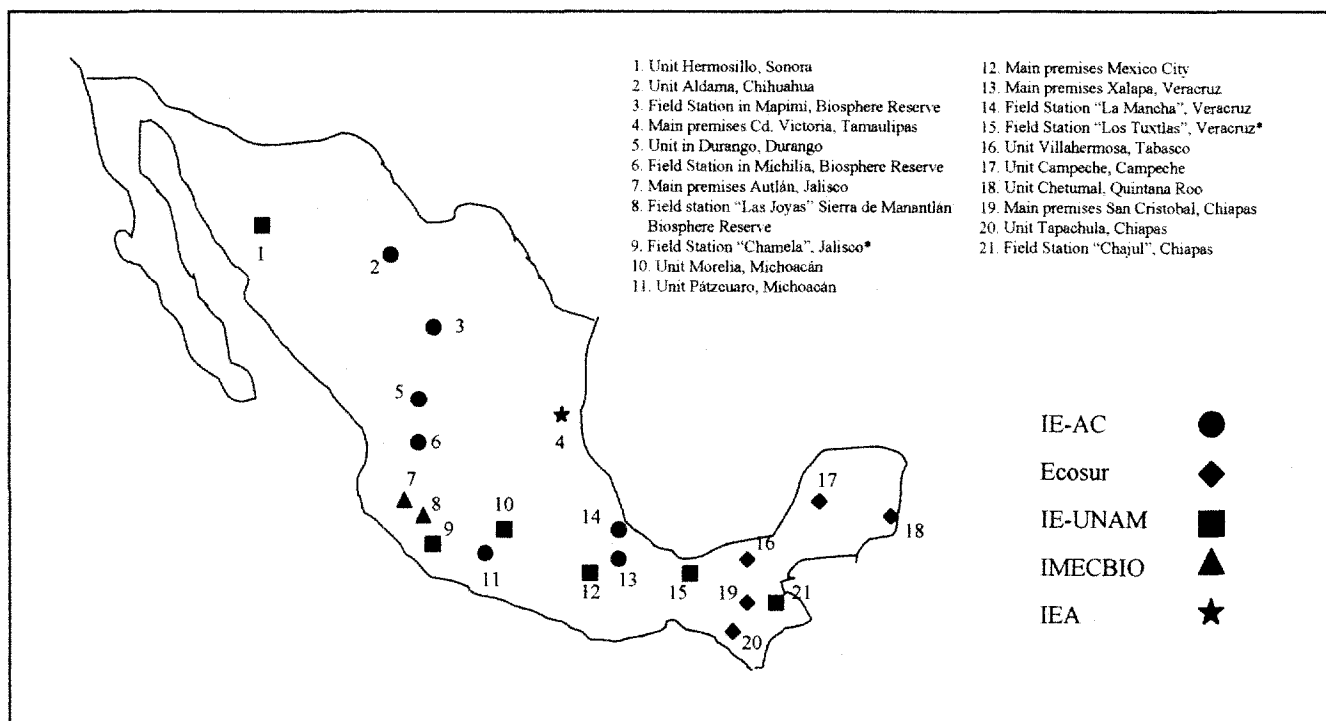 1. Unit Hermosillo, Sonora
2. Unit Aldama, Chihuahua
3. Field Station in Mapimi, Biosphere Reserve
4. Main premises Cd. Victoria, Tamaulipas
5. Unit in Durango, Durango
6. Field Station in Michilia, Biosphere Reserve
7. Main premises Autlán, Jalisco
8. Field station "Las Joyas" Sierra de Manantlán
Biosphere Reserve
9. Field Station "Chamela", Jalisco*
10. Unit Morelia, Michoacán
11. Unit Pátzcuaro, Michoacán
12. Main premises Mexico City
13. Main premises Xalapa, Veracruz
14. Field Station "La Mancha", Veracruz
15. Field Station "Los Tuxtlas", Veracruz*
16. Unit Villahermosa, Tabasco
17. Unit Campeche, Campeche
18. Unit Chetumal, Quintana Roo
19. Main premises San Cristobal, Chiapas
20. Unit Tapachula, Chiapas
21. Field Station "Chajul", Chiapas
1
2
3
5
4
6
7
8
9
10
11
12
13
14
15
16
17
18
19
20
21
IE-AC
Ecosur
IE-UNAM
IMECBIO
IEA